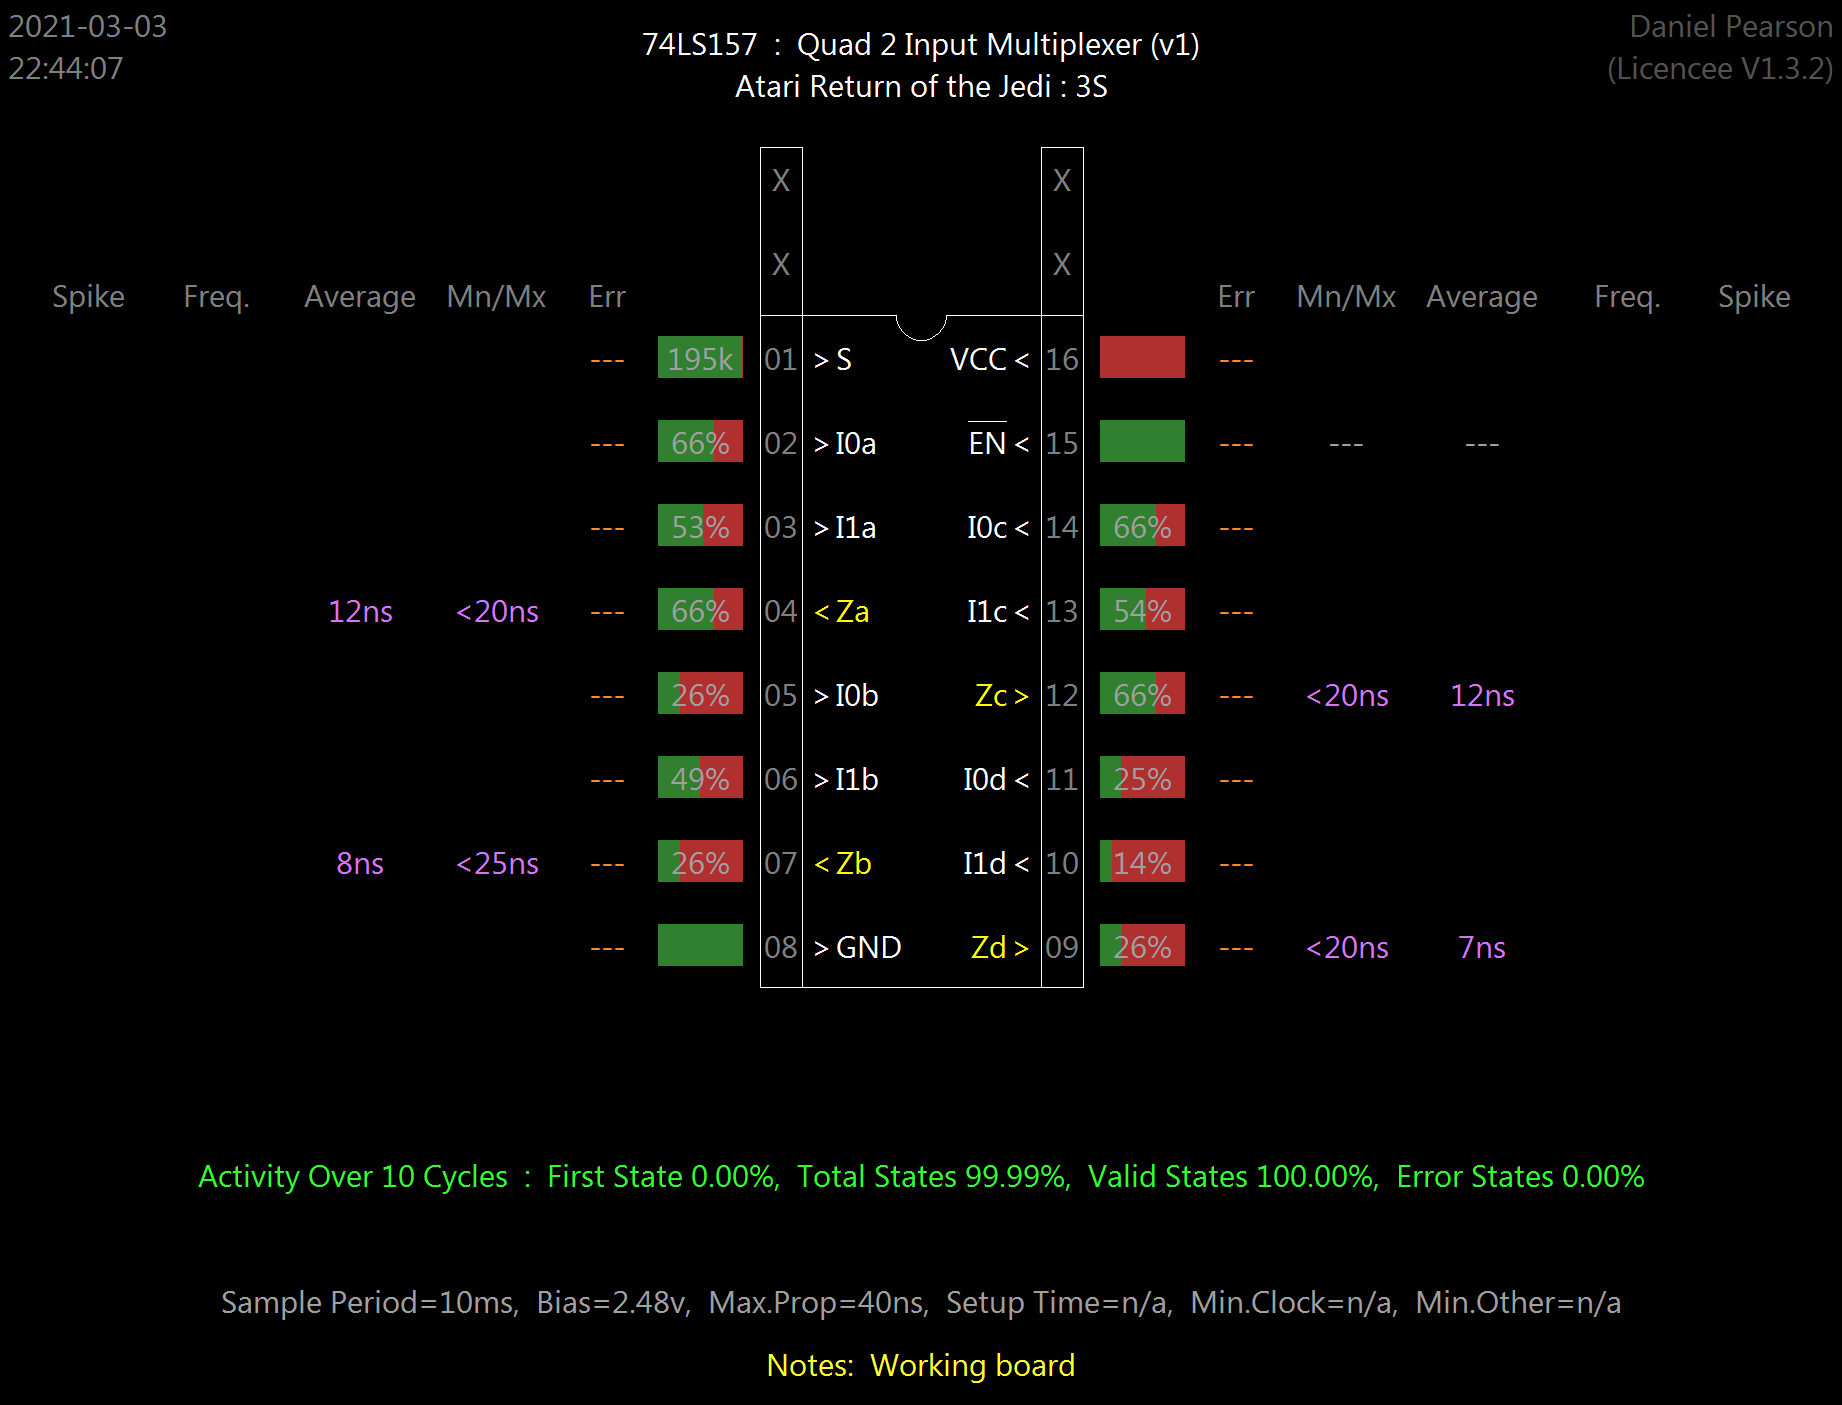 2021-03-03
22:44:07
74LS157 : Quad 2 Input Multiplexer (v1)
Atari Return of the Jedi : 3S
Daniel Pearson
(Licencee V1.3.2)
X X
X X
Spike Freq. Average Mn/Mx Err Err Mn/Mx Average Freq. Spike
--- 195k 01 >S VCC< 16 ---
--- 66% 02 >I0a EN< 15 --- --- ---
--- 53% 03 >I1a I0c< 14 66% ---
12ns <20ns --- 66% 04 <Za I1c< 13 54% ---
--- 26% 05 >I0b Zc> 12 66% --- <20ns 12ns
--- 49% 06 >I1b I0d< 11 25% ---
8ns <25ns --- 26% 07 <Zb I1d< 10 14% ---
--- 08 >GND Zd> 09 26% --- <20ns 7ns
Activity Over 10 Cycles : First State 0.00%, Total States 99.99%, Valid States 100.00%, Error States 0.00%
Sample Period=10ms, Bias=2.48v, Max.Prop=40ns, Setup Time=n/a, Min.Clock=n/a, Min.Other=n/a
Notes: Working board